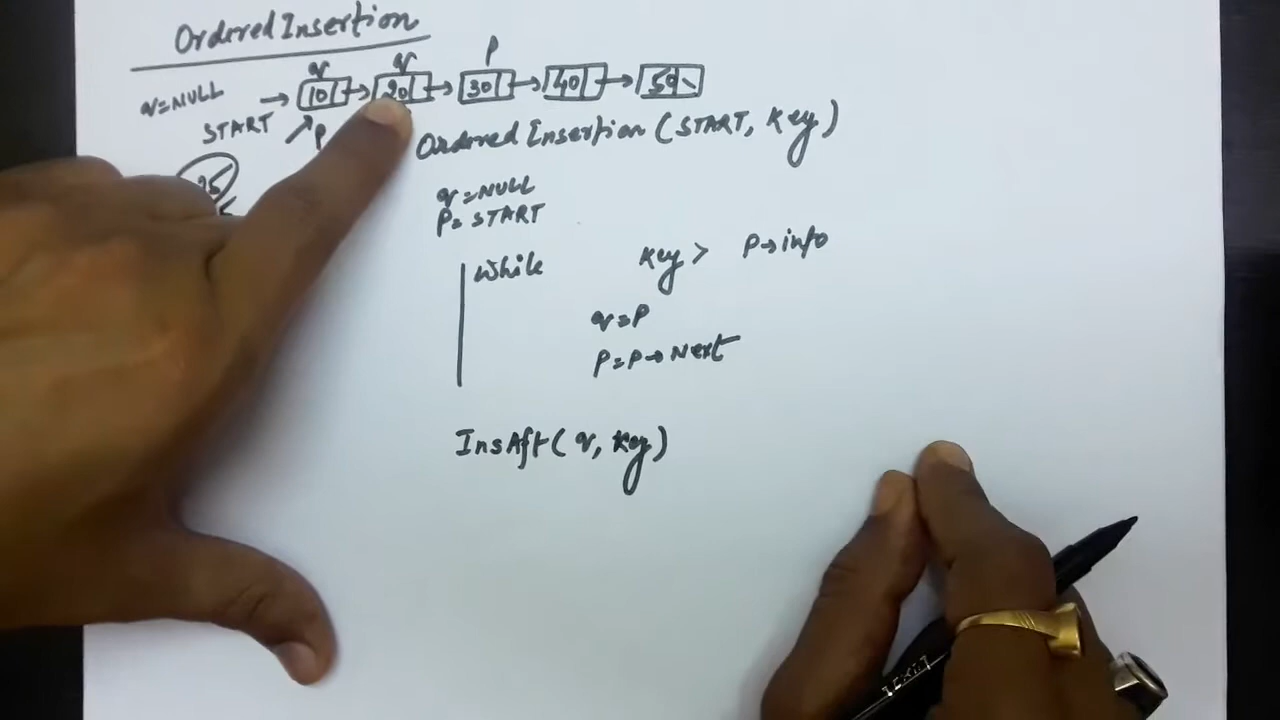 Ordered Insertion
q q P
q=NULL → 10 → 20 → 30 → 40 → 50
START P
25
Ordered Insertion (START, Key)
q=NULL
P=START
While Key > P→info
q=P
P=P→Next
InsAft(q, Key)